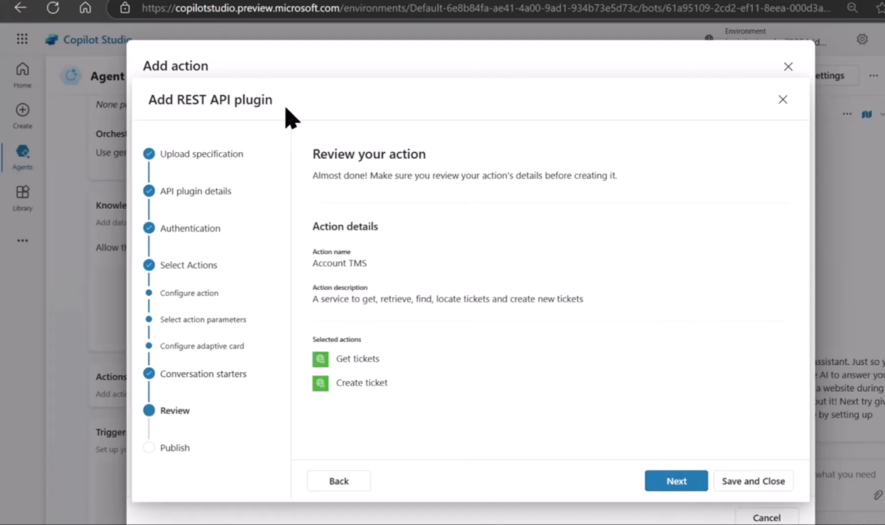 https://copilotstudio.preview.microsoft.com/environments/Default-6e8b84fa-ae41-4a00-9ad1-934b73e5d73c/bots/61a95109-2cd2-ef11-8eea-000d3a...
Copilot Studio
Environment
Home
Create
Agents
Library
Agent
ettings
None p
Orches
Use gen
Knowle
Add data
Allow th
Actions
Add actio
Trigger
Set up yo
Add action
Add REST API plugin
Upload specification
API plugin details
Authentication
Select Actions
Configure action
Select action parameters
Configure adaptive card
Conversation starters
Review
Publish
Review your action
Almost done! Make sure you review your action's details before creating it.
Action details
Action name
Account TMS
Action description
A service to get, retrieve, find, locate tickets and create new tickets
Selected actions
Get tickets
Create ticket
Back
Next
Save and Close
Cancel
assistant. Just so y
AI to answer you
a website during
out it! Next try giv
by setting up
what you need